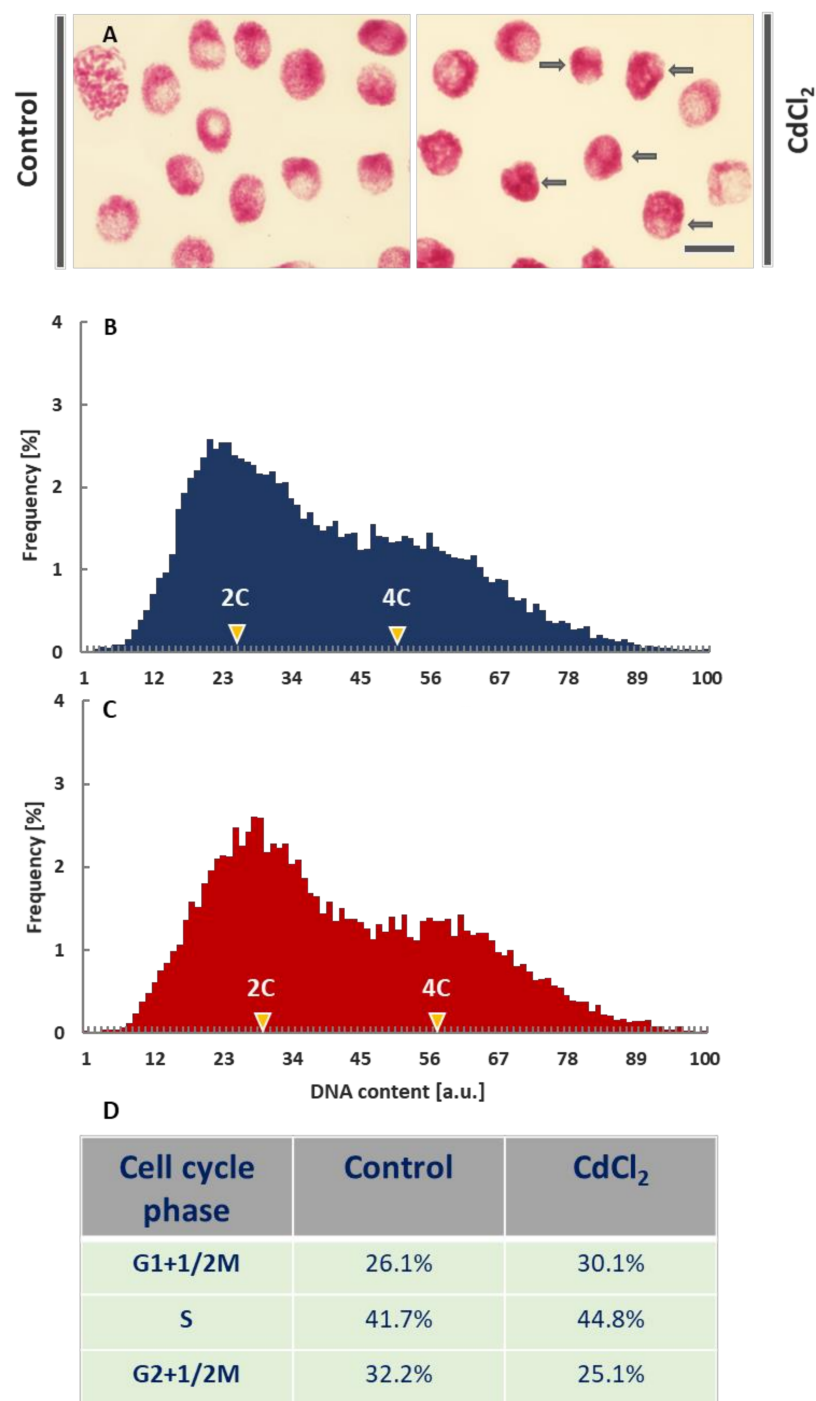 A
Control
CdCl₂
B
Frequency [%]
4
3
2
1
0
2C
4C
1 12 23 34 45 56 67 78 89 100
C
Frequency [%]
4
3
2
1
0
2C
4C
1 12 23 34 45 56 67 78 89 100
DNA content [a.u.]
D
Cell cycle phase Control CdCl₂
G1+1/2M 26.1% 30.1%
S 41.7% 44.8%
G2+1/2M 32.2% 25.1%